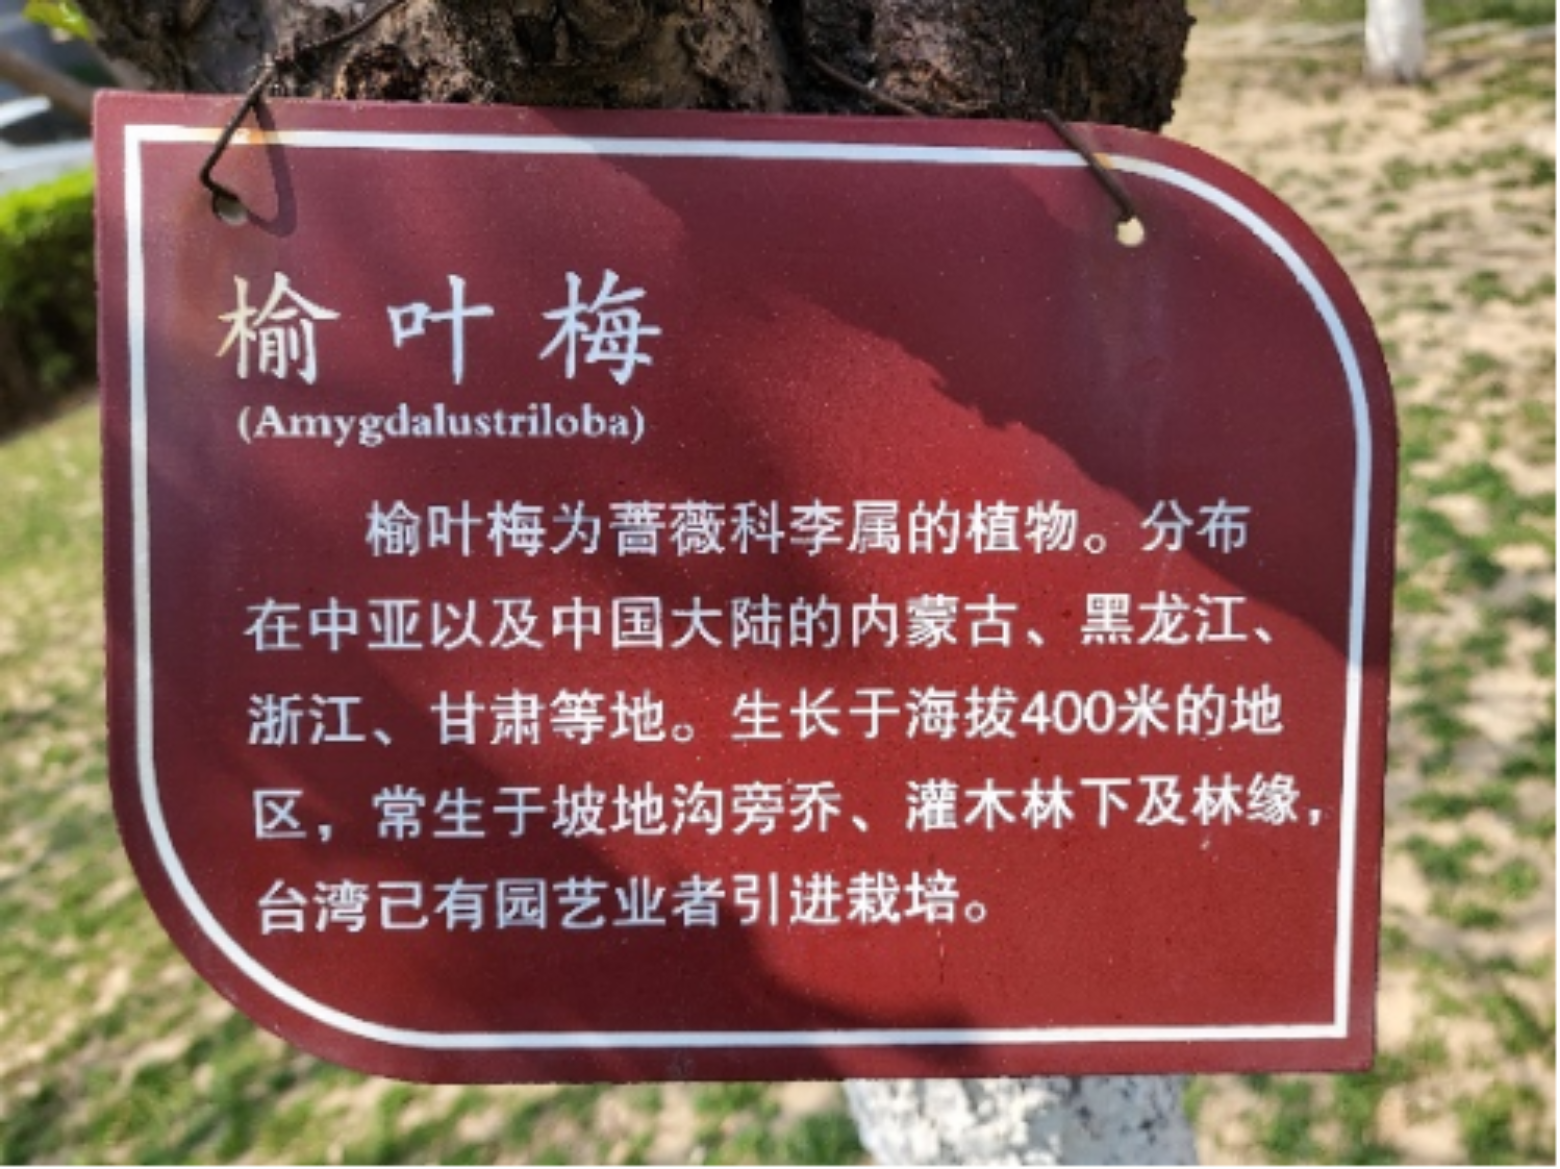 榆叶梅
(Amygdalustriloba)
榆叶梅为蔷薇科李属的植物。分布
在中亚以及中国大陆的内蒙古、黑龙江、
浙江、甘肃等地。生长于海拔400米的地
区，常生于坡地沟旁乔、灌木林下及林缘，
台湾已有园艺业者引进栽培。